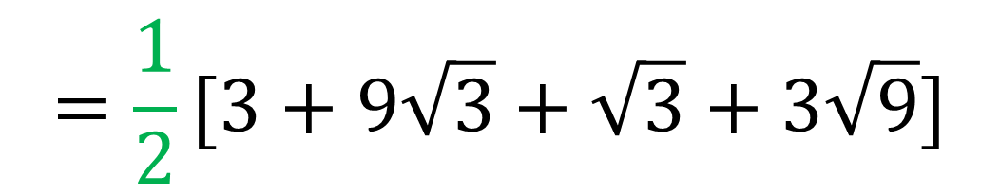 = 1/2 [3 + 9√3 + √3 + 3√9]